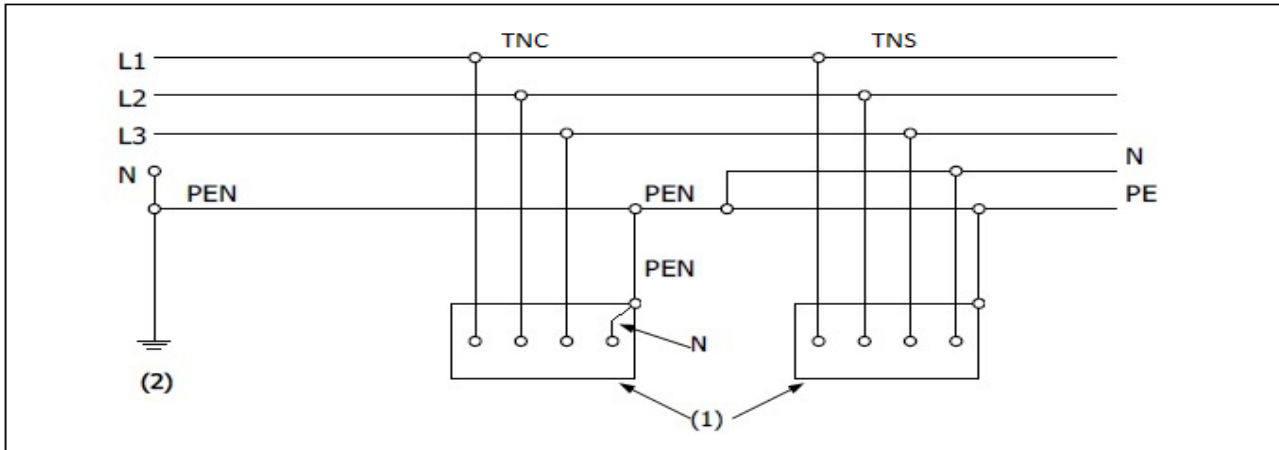 TNC TNS
L1
L2
L3
N N
PEN PEN PE
PEN
N
(2)
(1)